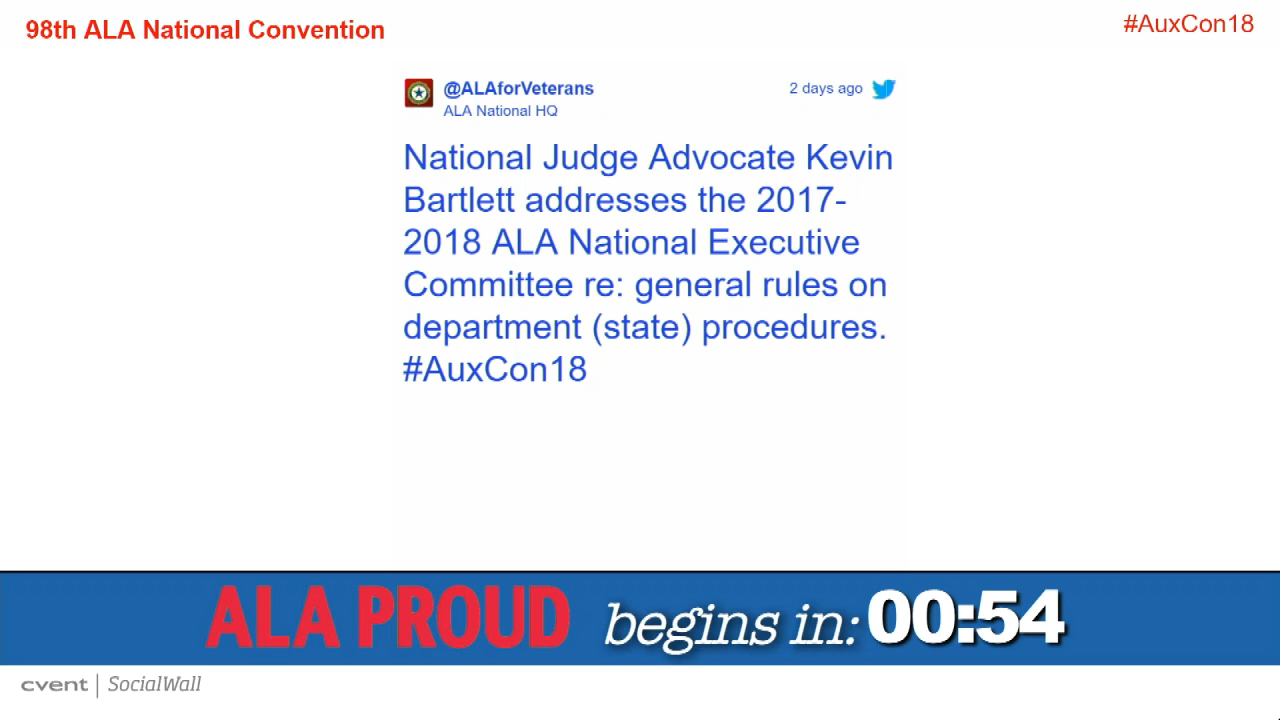 98th ALA National Convention
#AuxCon18
@ALAforVeterans
2 days ago
ALA National HQ
National Judge Advocate Kevin
Bartlett addresses the 2017-
2018 ALA National Executive
Committee re: general rules on
department (state) procedures.
#AuxCon18
ALA PROUD begins in: 00:54
cvent | SocialWall